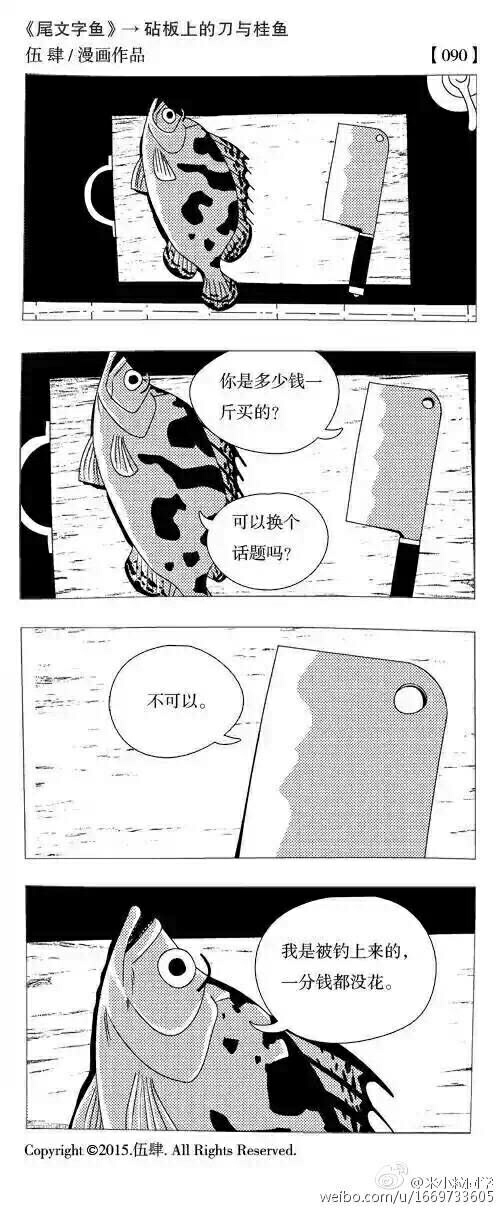 《尾文字鱼》→ 砧板上的刀与桂鱼
伍 肆 / 漫画作品
【090】
你是多少钱一
斤买的?
可以换个
话题吗?
不可以。
我是被钓上来的，
一分钱都没花。
Copyright ©2015.伍肆. All Rights Reserved.
weibo.com/u/1669733605